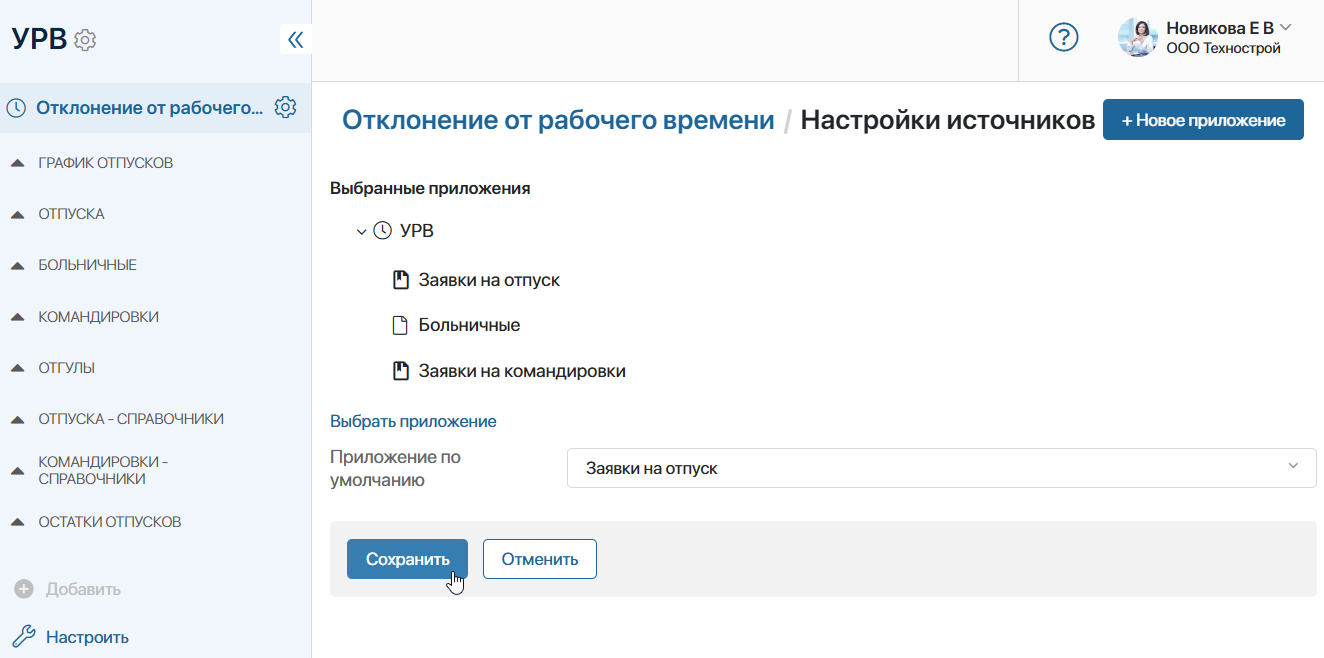 УРВ
Отклонение от рабочего...
ГРАФИК ОТПУСКОВ
ОТПУСКА
БОЛЬНИЧНЫЕ
КОМАНДИРОВКИ
ОТГУЛЫ
ОТПУСКА - СПРАВОЧНИКИ
КОМАНДИРОВКИ -
СПРАВОЧНИКИ
ОСТАТКИ ОТПУСКОВ
Добавить
Настроить
?
Новикова Е В
ООО Технострой
Отклонение от рабочего времени / Настройки источников
+ Новое приложение
Выбранные приложения
УРВ
Заявки на отпуск
Больничные
Заявки на командировки
Выбрать приложение
Приложение по
умолчанию
Заявки на отпуск
Сохранить
Отменить